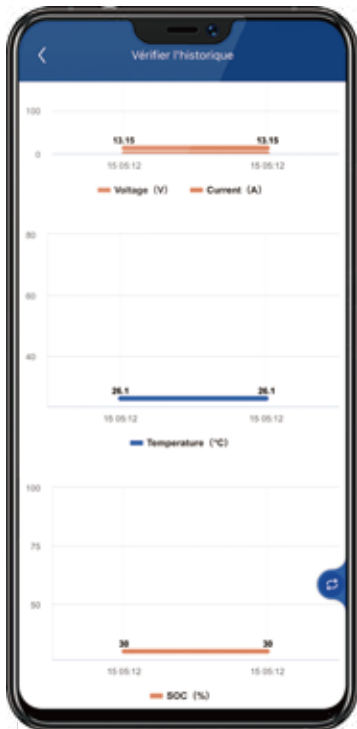 Vérifier l'historique
100
13.15 13.15
0
15 05:12 15 05:12
Voltage (V) Current (A)
80
60
40
26.1 26.1
15 05:12 15 05:12
Temperature (°C)
100
75
50
30 30
15 05:12 15 05:12
SOC (%)